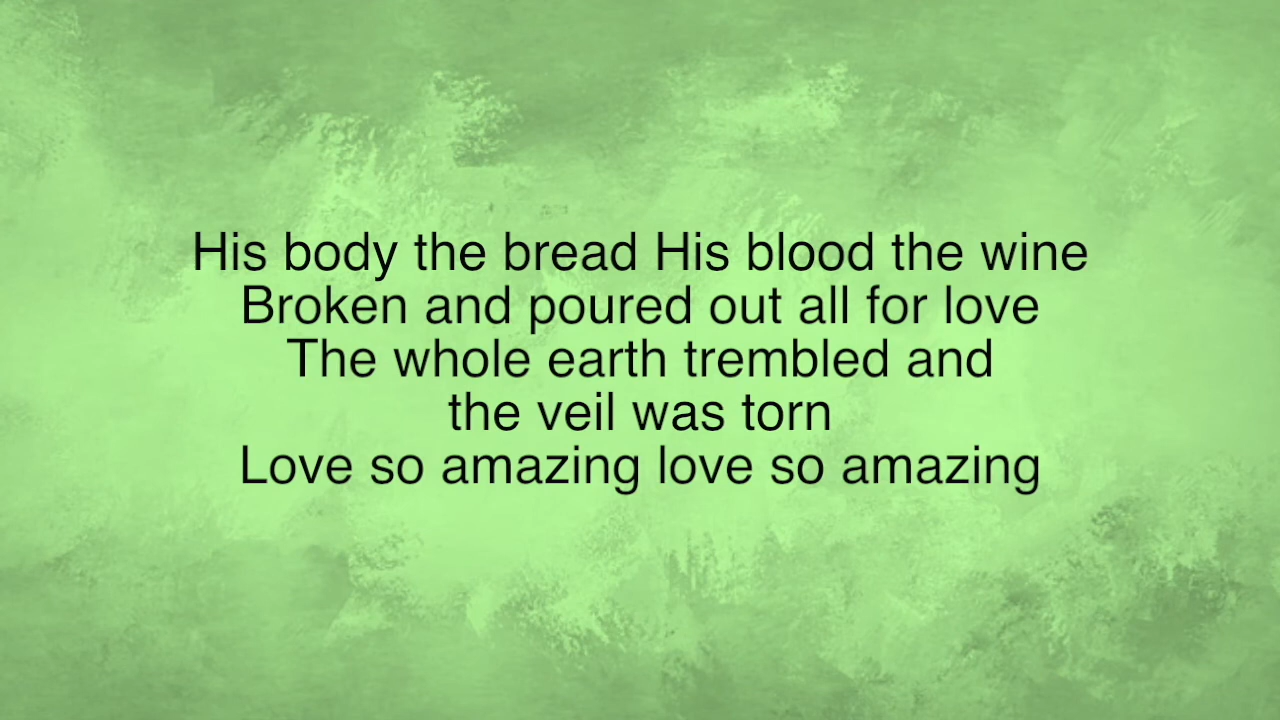 His body the bread His blood the wine
Broken and poured out all for love
The whole earth trembled and
the veil was torn
Love so amazing love so amazing